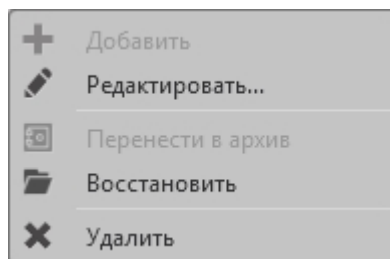 Добавить
Редактировать...
Перенести в архив
Восстановить
Удалить